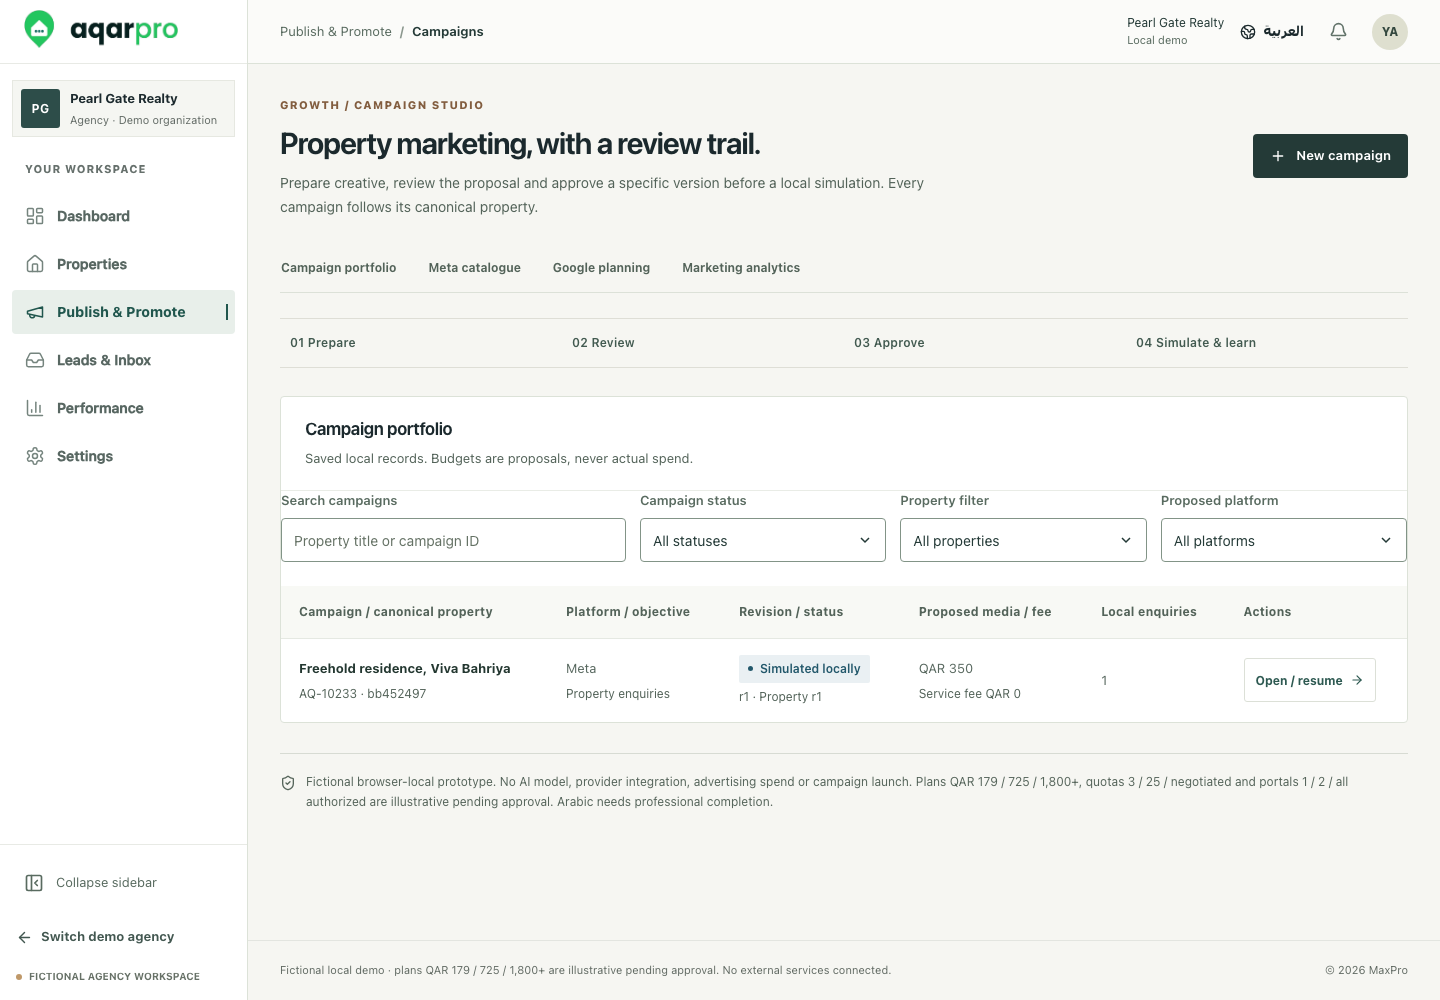 aqarpro
PG
Pearl Gate Realty
Agency · Demo organization
YOUR WORKSPACE
Dashboard
Properties
Publish & Promote
Leads & Inbox
Performance
Settings
Collapse sidebar
Switch demo agency
FICTIONAL AGENCY WORKSPACE
Publish & Promote / Campaigns
Pearl Gate Realty
Local demo
العربية
YA
GROWTH / CAMPAIGN STUDIO
Property marketing, with a review trail.
Prepare creative, review the proposal and approve a specific version before a local simulation. Every
campaign follows its canonical property.
New campaign
Campaign portfolio Meta catalogue Google planning Marketing analytics
01 Prepare 02 Review 03 Approve 04 Simulate & learn
Campaign portfolio
Saved local records. Budgets are proposals, never actual spend.
Search campaigns Campaign status Property filter Proposed platform
Property title or campaign ID All statuses All properties All platforms
Campaign / canonical property Platform / objective Revision / status Proposed media / fee Local enquiries Actions
Freehold residence, Viva Bahriya Meta Simulated locally QAR 350 1 Open / resume
AQ-10233 · bb452497 Property enquiries r1 · Property r1 Service fee QAR 0
Fictional browser-local prototype. No AI model, provider integration, advertising spend or campaign launch. Plans QAR 179 / 725 / 1,800+, quotas 3 / 25 / negotiated and portals 1 / 2 / all
authorized are illustrative pending approval. Arabic needs professional completion.
Fictional local demo · plans QAR 179 / 725 / 1,800+ are illustrative pending approval. No external services connected.
© 2026 MaxPro